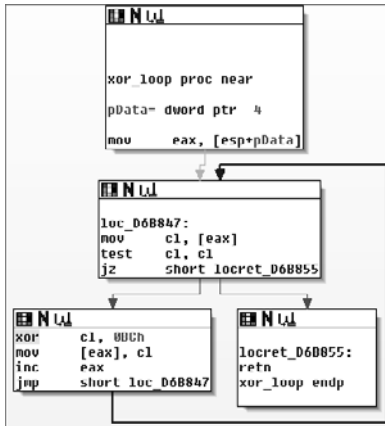 xor_loop proc near
pData= dword ptr 4
mov eax, [esp+pData]
loc_D6B847:
mov cl, [eax]
test cl, cl
jz short locret_D6B855
xor cl, 0DCh
mov [eax], cl
inc eax
jmp short loc_D6B847
locret_D6B855:
retn
xor_loop endp